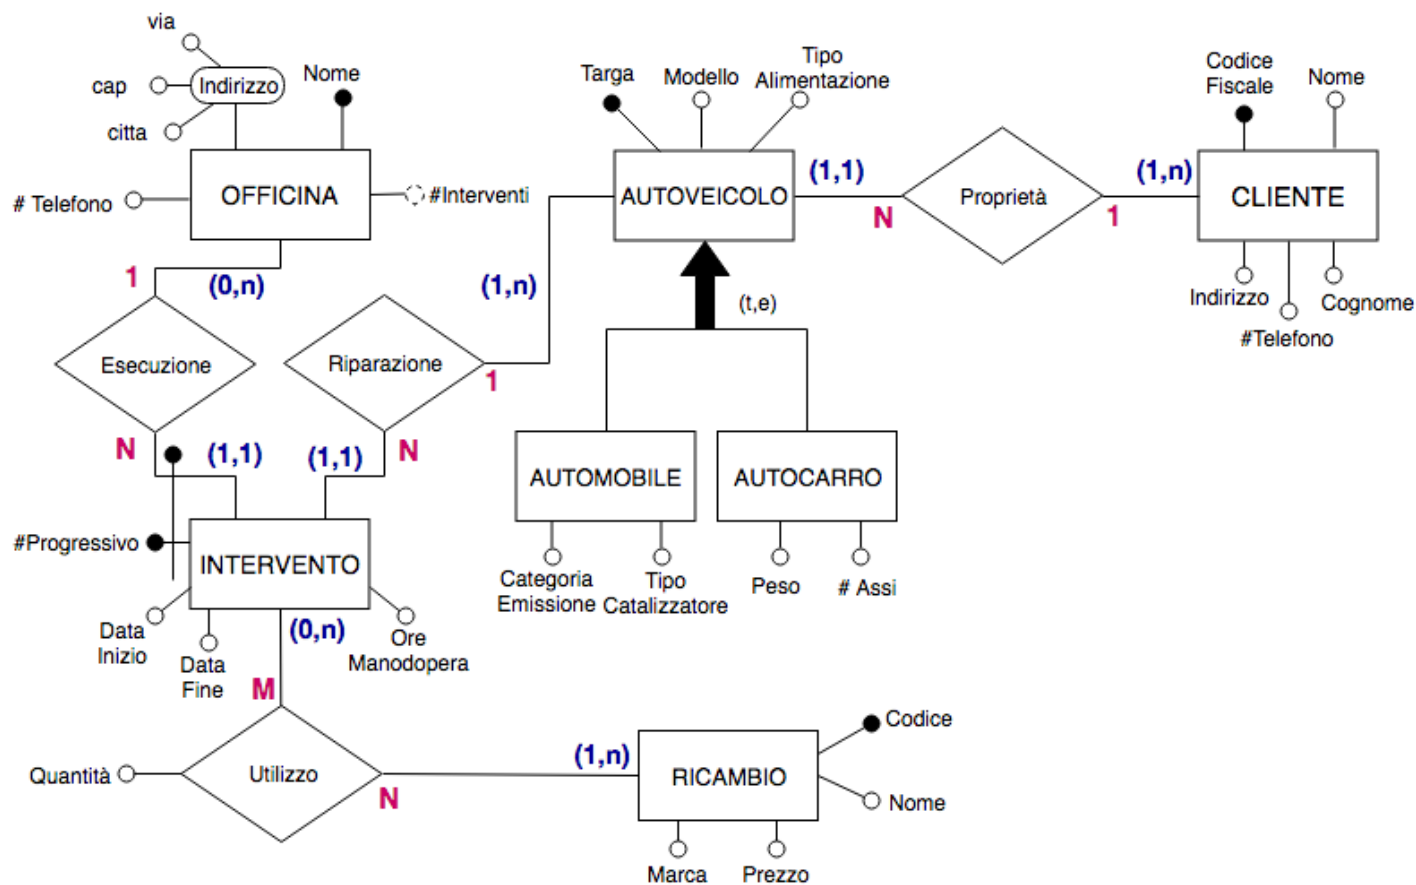 via
cap
Indirizzo
citta
Nome
OFFICINA
# Telefono
#Interventi
Targa
Modello
Tipo
Alimentazione
AUTOVEICOLO
(1,1)
N
Proprietà
(1,n)
1
Codice
Fiscale
Nome
CLIENTE
Indirizzo
#Telefono
Cognome
1
(0,n)
(1,n)
(t,e)
Esecuzione
Riparazione
1
N
(1,1)
(1,1)
N
AUTOMOBILE
AUTOCARRO
Categoria
Emissione
Tipo
Catalizzatore
Peso
# Assi
#Progressivo
INTERVENTO
Data
Inizio
Data
Fine
(0,n)
Ore
Manodopera
M
Quantità
Utilizzo
N
(1,n)
RICAMBIO
Codice
Nome
Marca
Prezzo